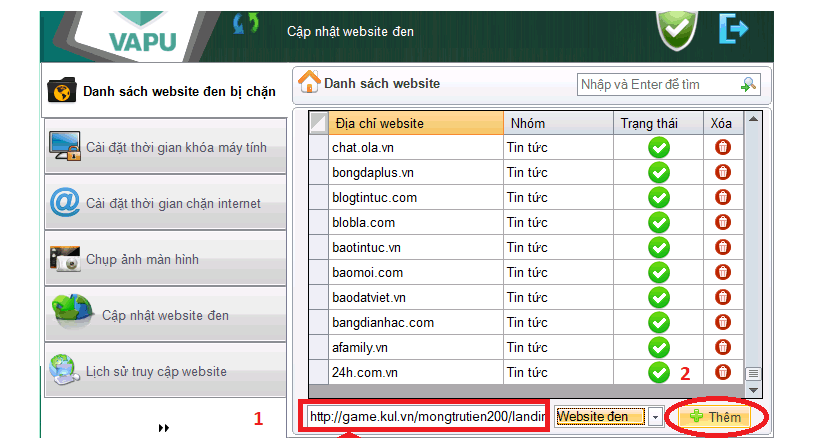 VAPU
Cập nhật website đen
Danh sách website đen bị chặn
Cài đặt thời gian khóa máy tính
Cài đặt thời gian chặn internet
Chụp ảnh màn hình
Cập nhật website đen
Lịch sử truy cập website
1
Danh sách website
Nhập và Enter để tìm
Địa chỉ website Nhóm Trạng thái Xóa
chat.ola.vn Tin tức
bongdaplus.vn Tin tức
blogtintuc.com Tin tức
blobla.com Tin tức
baotintuc.vn Tin tức
baomoi.com Tin tức
baodatviet.vn Tin tức
bangdianhac.com Tin tức
afamily.vn Tin tức
24h.com.vn Tin tức 2
http://game.kul.vn/mongtrutien200/landin Website đen Thêm